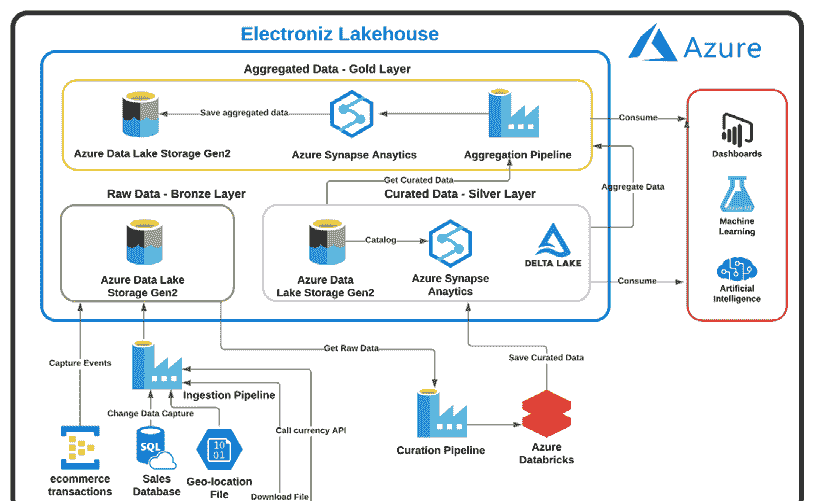 Electroniz Lakehouse
Azure
Aggregated Data - Gold Layer
Save aggregated data
Azure Data Lake Storage Gen2
Azure Synapse Anaytics
Aggregation Pipeline
Consume
Dashboards
Get Curated Data
Aggregate Data
Raw Data - Bronze Layer
Curated Data - Silver Layer
Machine
Learning
Catalog
Azure Data Lake
Storage Gen2
Azure Data
Lake Storage Gen2
Azure Synapse
Anaytics
DELTA LAKE
Consume
Artificial
Intelligence
Get Raw Data
Save Curated Data
Capture Events
Ingestion Pipeline
Change Data Capture
Call currency API
SQL
10
01
Curation Pipeline
Azure
Databricks
ecommerce
transactions
Sales
Database
Geo-location
File
Download File